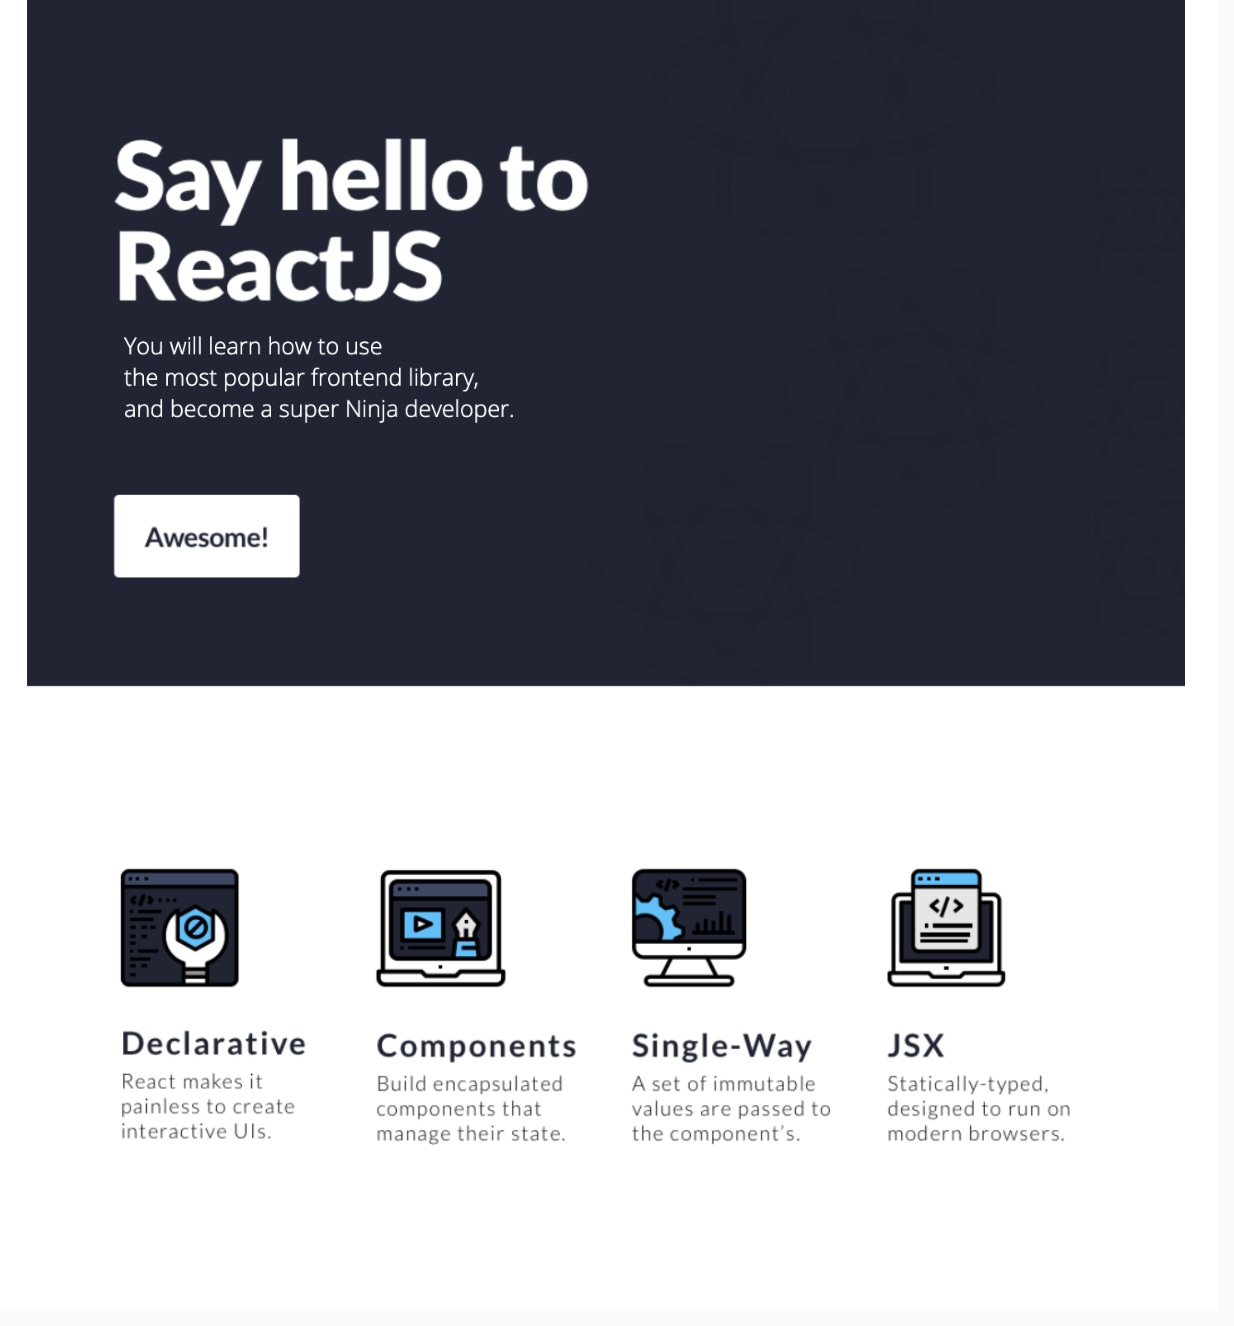 Say hello to
ReactJS
You will learn how to use
the most popular frontend library,
and become a super Ninja developer.
Awesome!
</>
</>
</>
Declarative
React makes it
painless to create
interactive UIs.
Components
Build encapsulated
components that
manage their state.
Single-Way
A set of immutable
values are passed to
the component’s.
JSX
Statically-typed,
designed to run on
modern browsers.